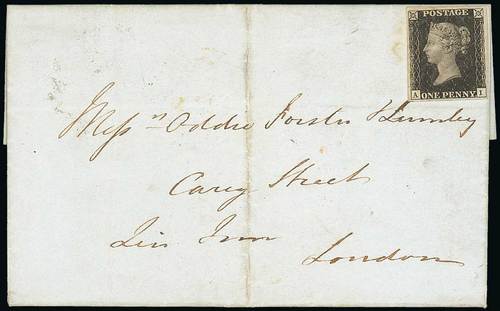 POSTAGE
A I
ONE PENNY
Mess rs Oddie Forster & Lumley
Carey Street
Lin Inn
London